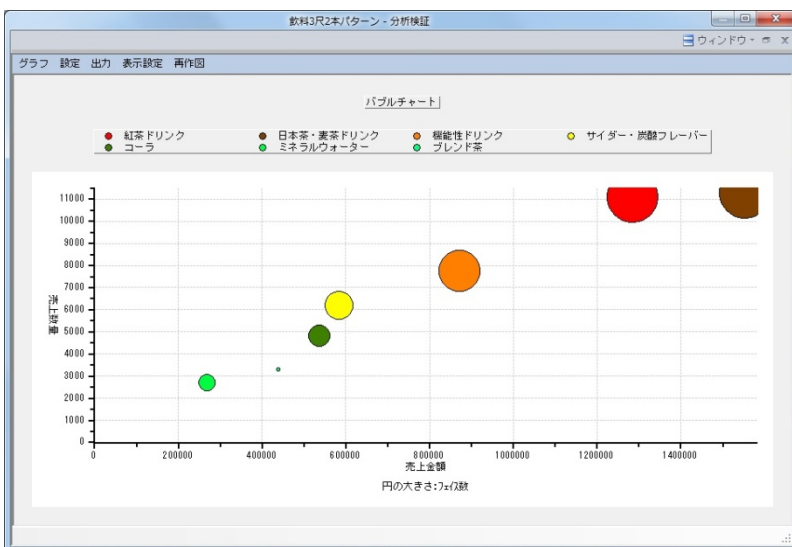 飲料3尺2本パターン - 分析検証
ウィンドウ
グラフ 設定 出力 表示設定 再作図
バブルチャート
紅茶ドリンク 日本茶・麦茶ドリンク 機能性ドリンク サイダー・炭酸フレーバー
コーラ ミネラルウォーター ブレンド茶
11000
10000
9000
8000
7000
6000
5000
4000
3000
2000
1000
0
売上数量
0 200000 400000 600000 800000 1000000 1200000 1400000
売上金額
円の大きさ:ﾌｪｲｽ数